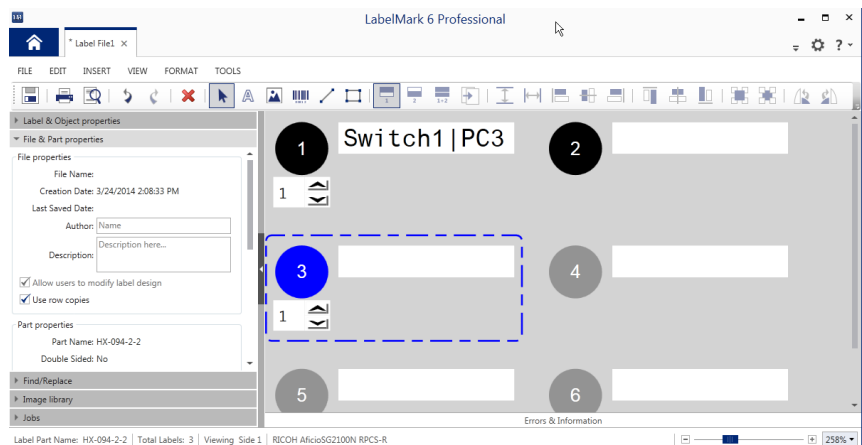 LabelMark 6 Professional
* Label File1
?
FILE EDIT INSERT VIEW FORMAT TOOLS
A
1 2 1+2
Label & Object properties
File & Part properties
File properties
File Name:
Creation Date: 3/24/2014 2:08:33 PM
Last Saved Date:
Author: Name
Description: Description here...
Allow users to modify label design
Use row copies
Part properties
Part Name: HX-094-2-2
Double Sided: No
Find/Replace
Image library
Jobs
1 Switch1|PC3 2
1
3 4
1
5 6
Errors & Information
Label Part Name: HX-094-2-2 Total Labels: 3 Viewing Side 1 RICOH AficioSG2100N RPCS-R 258%